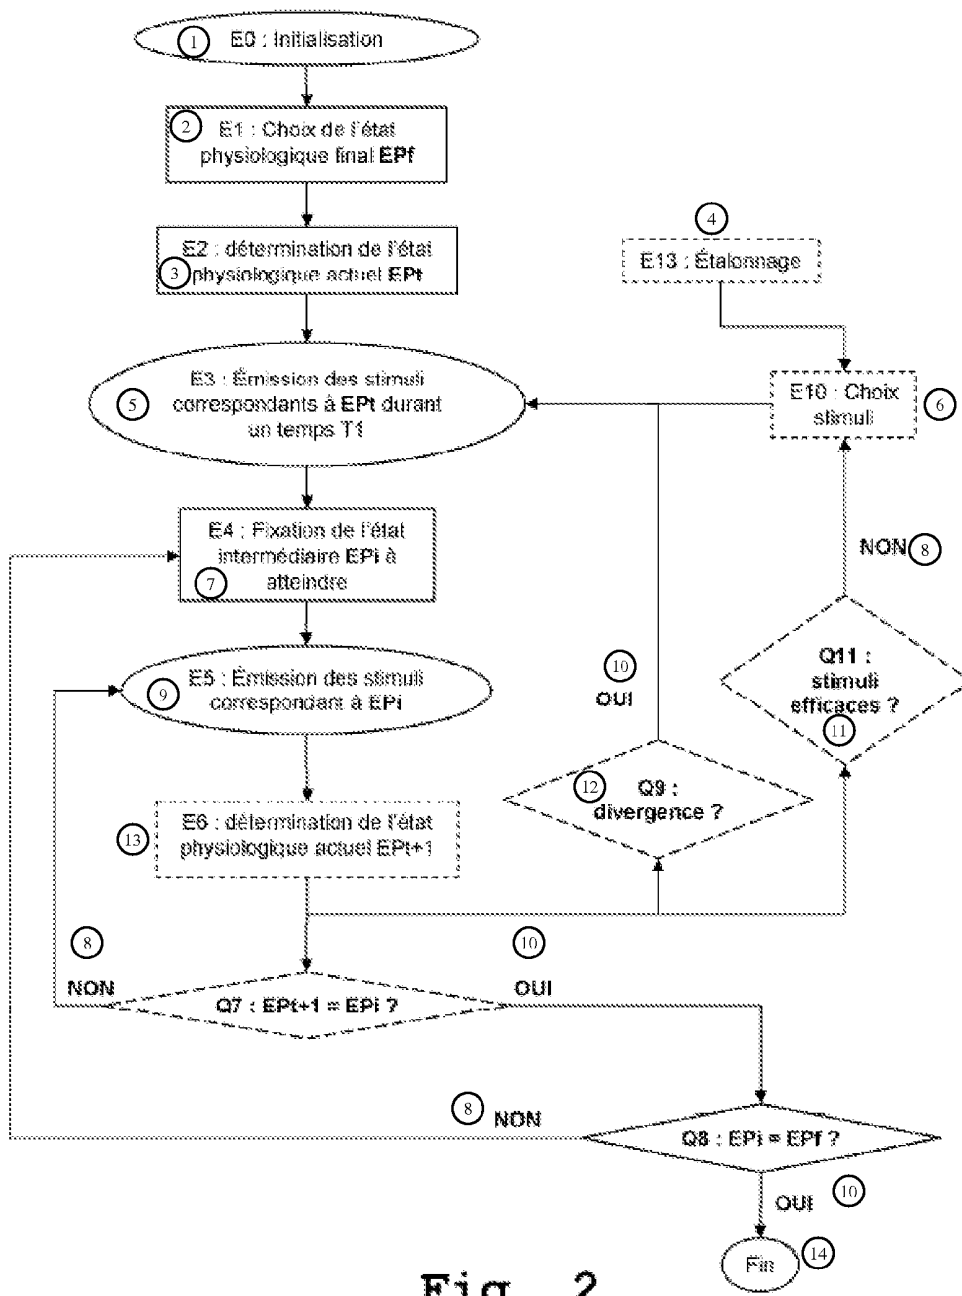 1
E0 : Initialisation
2
E1 : Choix de l'état
physiologique final EPf
E2 : détermination de l'état
3
physiologique actuel EPt
4
E13 : Étalonnage
E3 : Émission des stimuli
5
correspondants à EPt durant
un temps T1
E10 : Choix
stimuli
6
E4 : Fixation de l'état
intermédiaire EPi à
atteindre
7
NON 8
E5 : Émission des stimuli
9
correspondant à EPi
10
OUI
Q11 :
stimuli
efficaces ?
11
12
Q9 :
divergence ?
E6 : détermination de l'état
13
physiologique actuel EPt+1
8
NON
10
OUI
Q7 : EPt+1 = EPi ?
8
NON
Q8 : EPi = EPf ?
OUI 10
Fin
14
Fig. 2